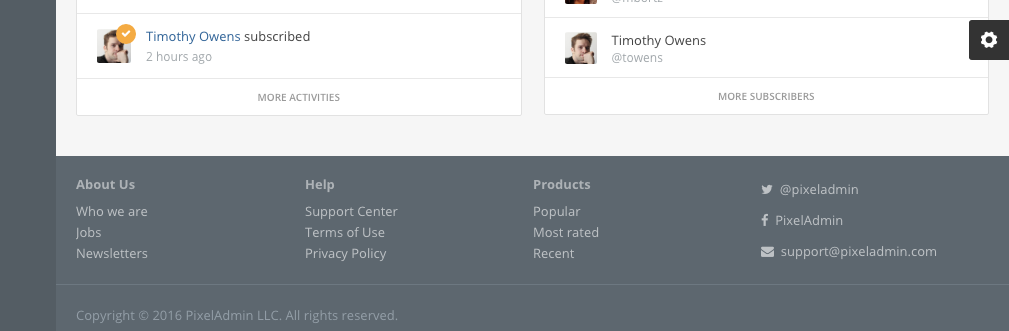 @mbortz
Timothy Owens subscribed
2 hours ago
MORE ACTIVITIES
Timothy Owens
@towens
MORE SUBSCRIBERS
About Us
Who we are
Jobs
Newsletters
Help
Support Center
Terms of Use
Privacy Policy
Products
Popular
Most rated
Recent
@pixeladmin
PixelAdmin
support@pixeladmin.com
Copyright © 2016 PixelAdmin LLC. All rights reserved.